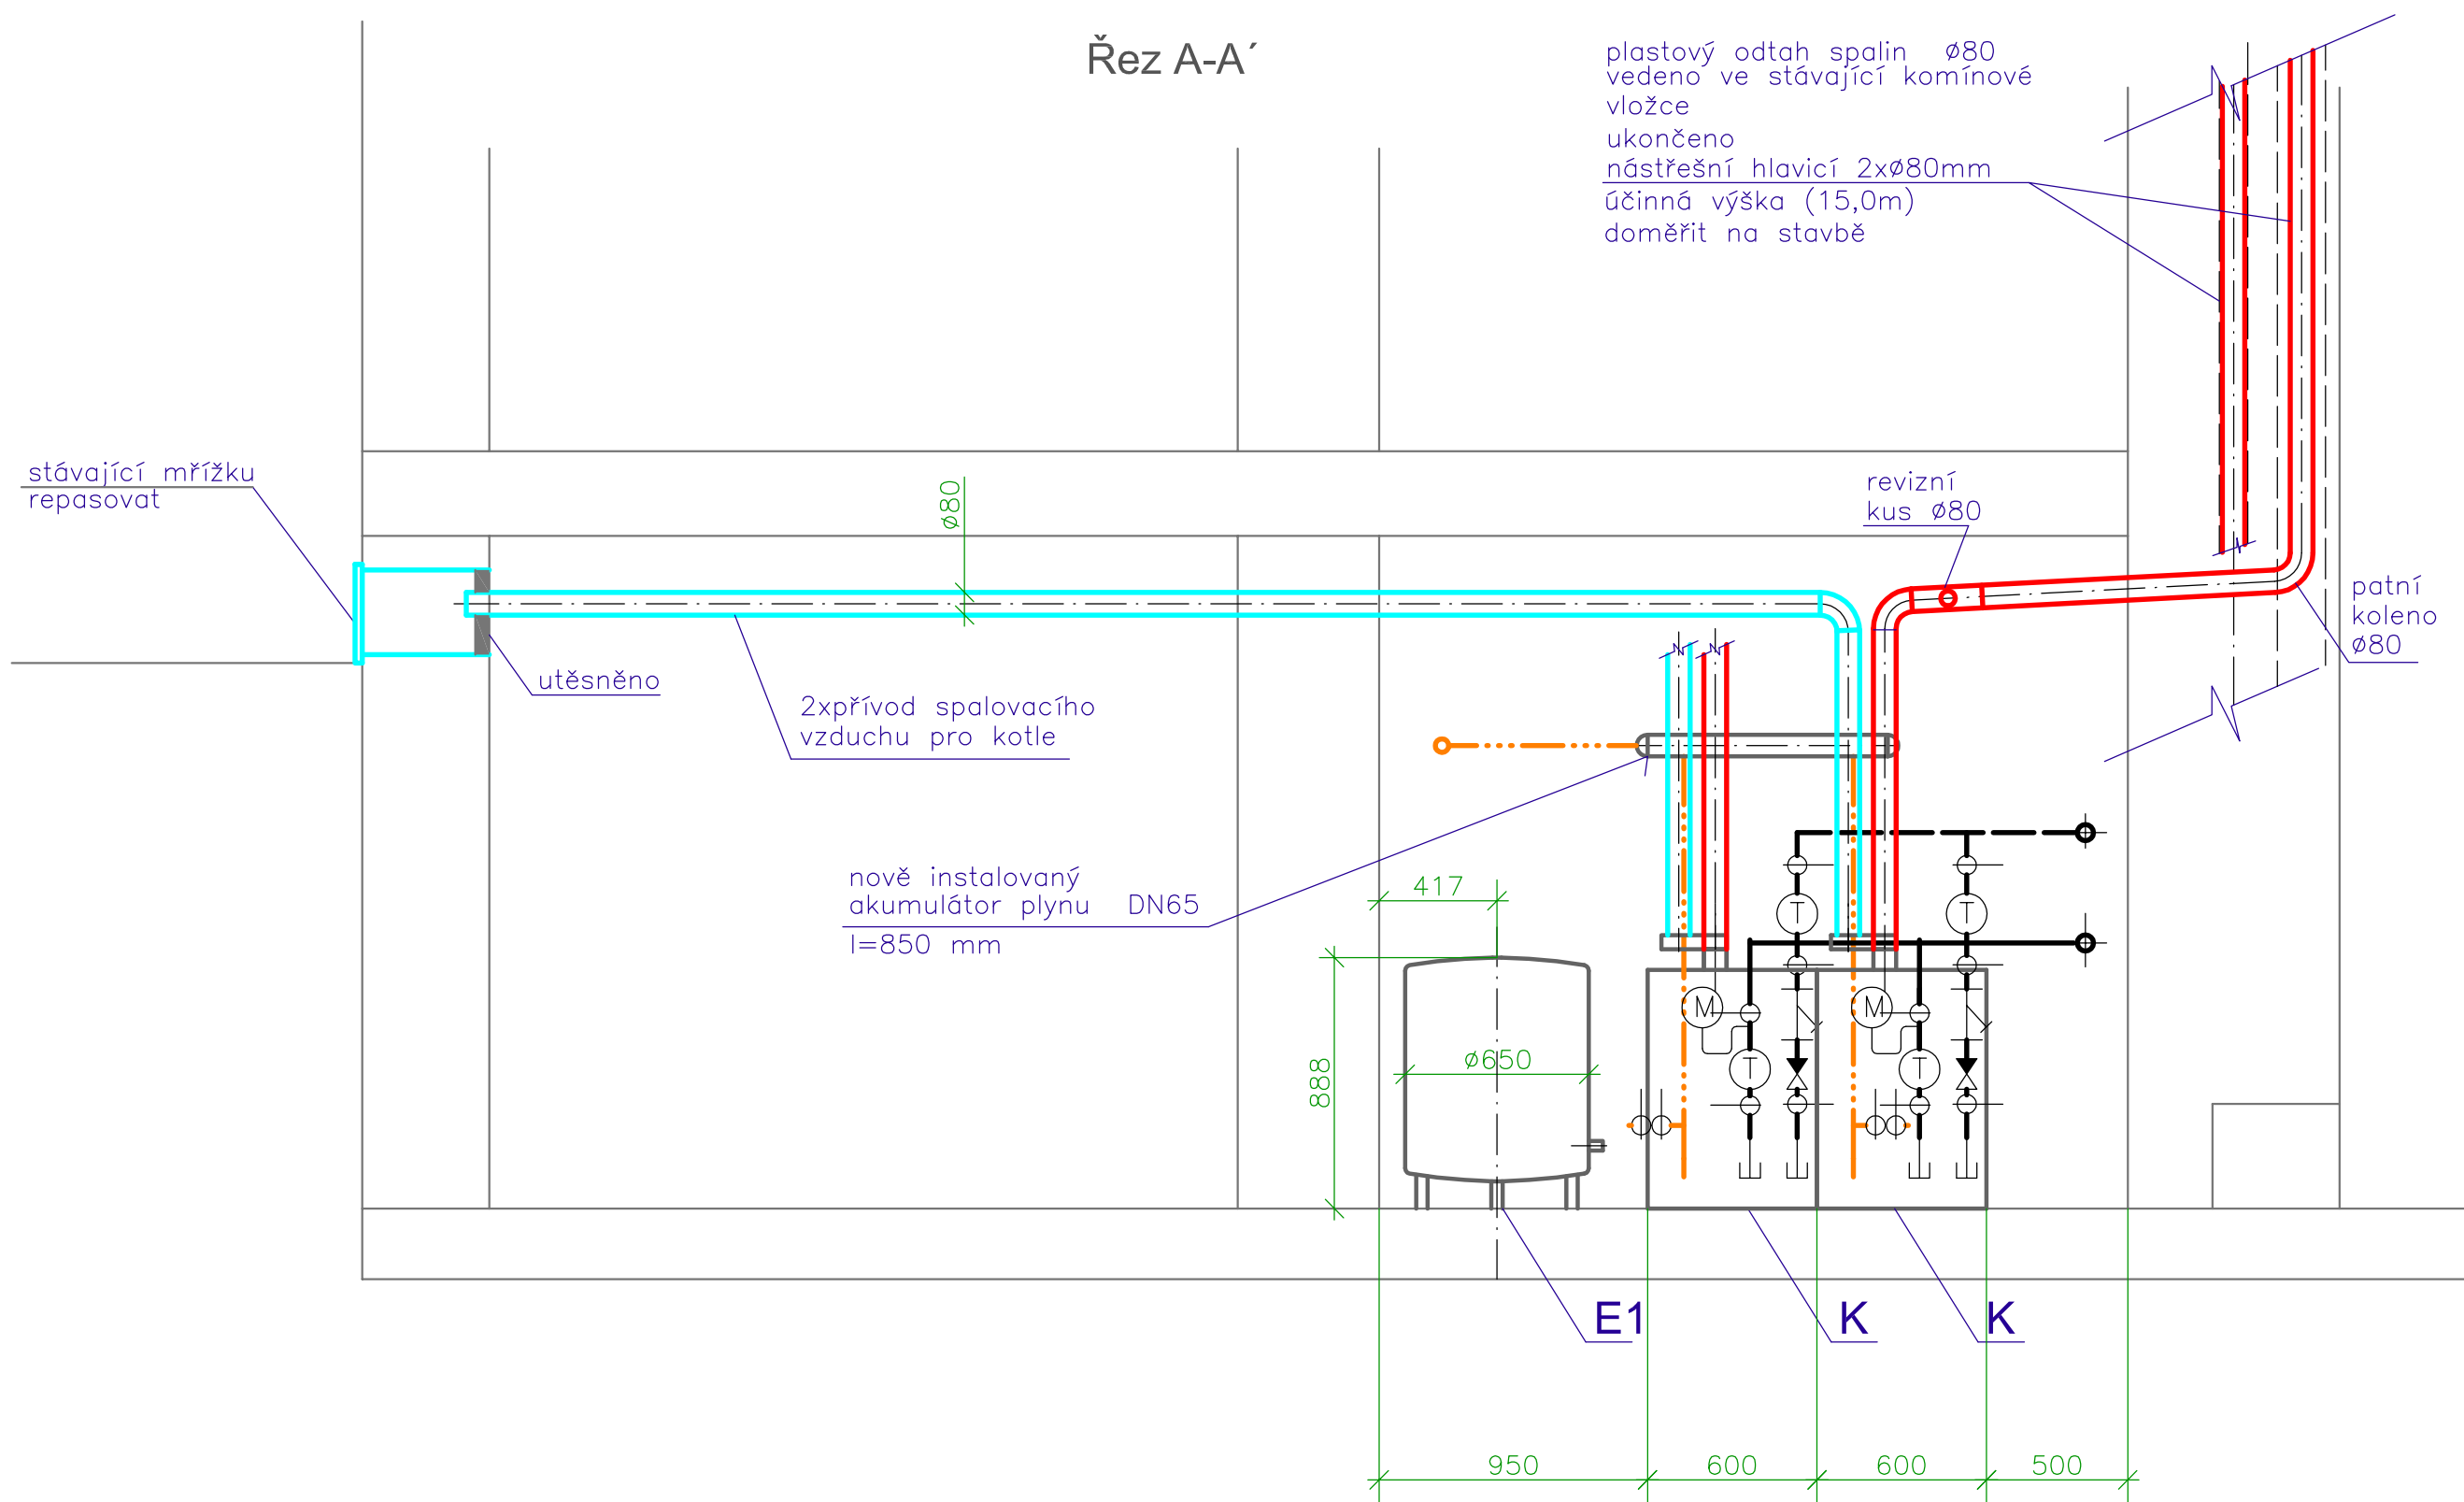 Řez A-A´
plastový odtah spalin ø80
vedeno ve stávající komínové
vložce
ukončeno
nástřešní hlavicí 2xø80mm
účinná výška (15,0m)
doměřit na stavbě
stávající mřížku
repasovat
ø80
revizní
kus ø80
patní
koleno
ø80
utěsněno
2xpřívod spalovacího
vzduchu pro kotle
nově instalovaný
akumulátor plynu DN65
l=850 mm
417
T
T
M
M
888
ø650
T
T
E1
K
K
950
600
600
500